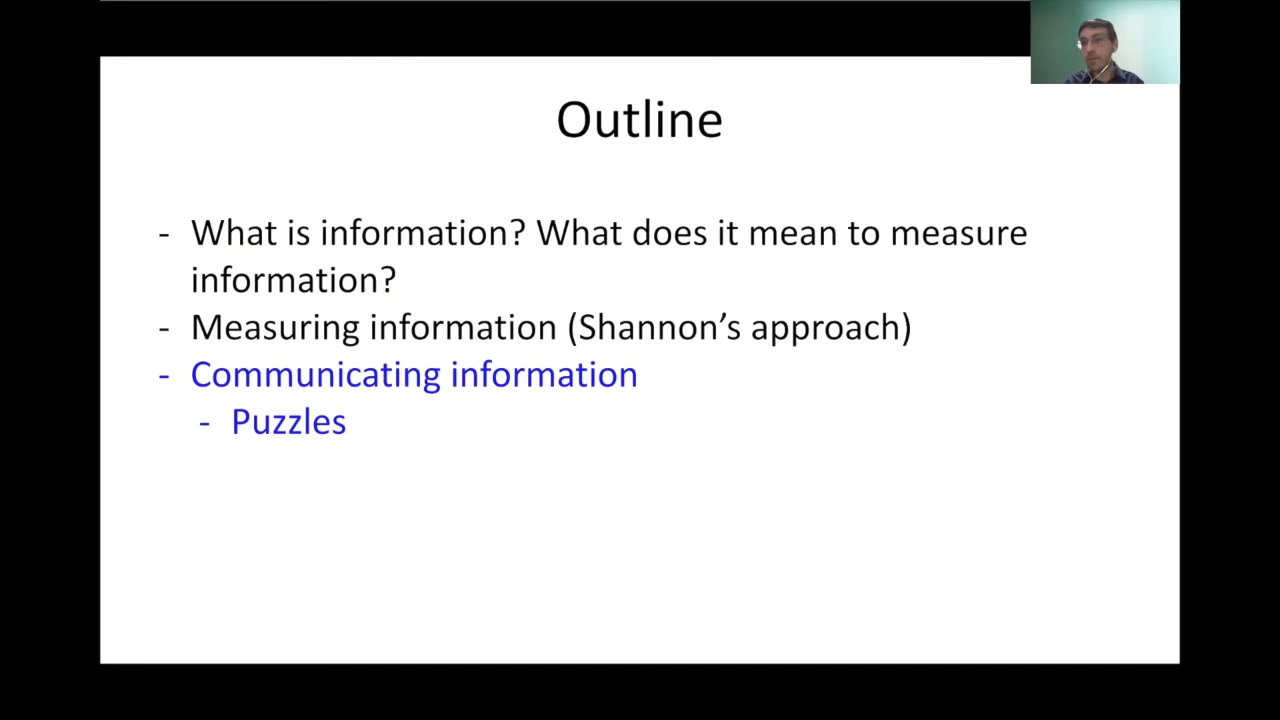 Outline
- What is information? What does it mean to measure
information?
- Measuring information (Shannon’s approach)
- Communicating information
- Puzzles